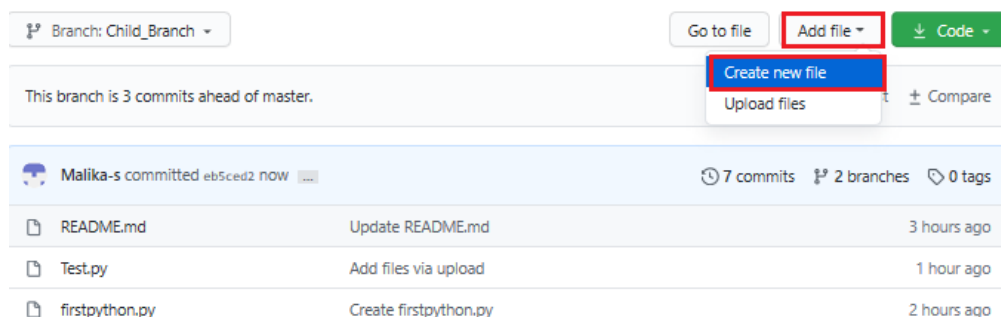 Branch: Child_Branch
Go to file
Add file
Code
Create new file
This branch is 3 commits ahead of master.
Compare
Upload files
Malika-s committed eb5ced2 now ...
7 commits
2 branches
0 tags
README.md Update README.md 3 hours ago
Test.py Add files via upload 1 hour ago
firstpython.py Create firstpython.py 2 hours ago